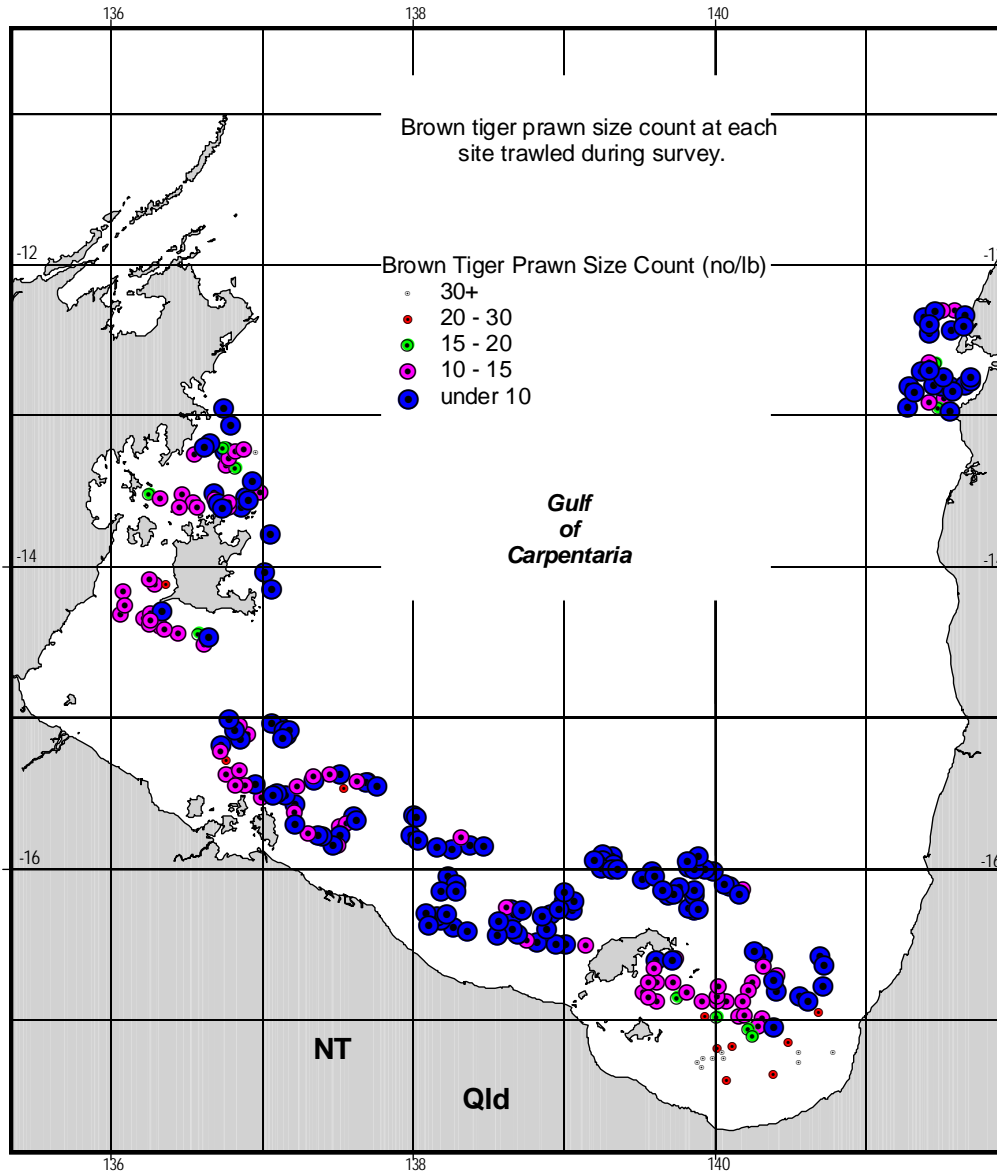 136 138 140
Brown tiger prawn size count at each
site trawled during survey.
-12
Brown Tiger Prawn Size Count (no/lb)
30+
20 - 30
15 - 20
10 - 15
under 10
Gulf
of
Carpentaria
-14
-16 -16
NT
Qld
136 138 140